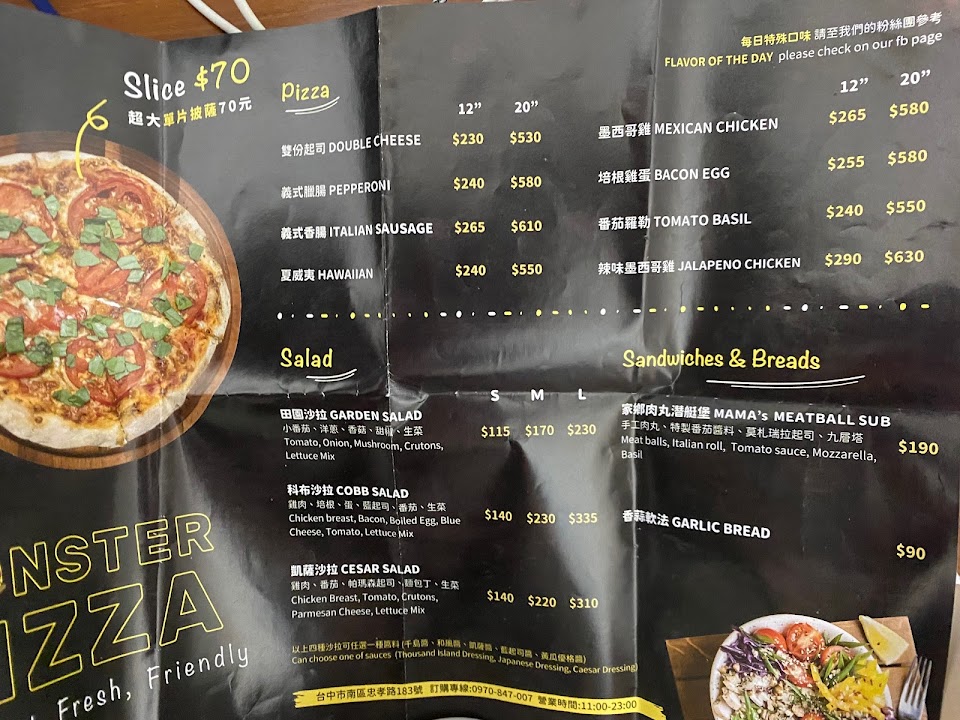 Slice $70
超大單片披薩70元
每日特殊口味 請至我們的粉絲團參考
FLAVOR OF THE DAY please check on our fb page
Pizza
12” 20”
雙份起司 DOUBLE CHEESE $230 $530
義式臘腸 PEPPERONI $240 $580
義式香腸 ITALIAN SAUSAGE $265 $610
夏威夷 HAWAIIAN $240 $550
12” 20”
墨西哥雞 MEXICAN CHICKEN $265 $580
培根雞蛋 BACON EGG $255 $580
番茄羅勒 TOMATO BASIL $240 $550
辣味墨西哥雞 JALAPENO CHICKEN $290 $630
Salad
S M L
田園沙拉 GARDEN SALAD
小番茄、洋蔥、香菇、甜椒、生菜 $115 $170 $230
Tomato, Onion, Mushroom, Crutons,
Lettuce Mix
科布沙拉 COBB SALAD
雞肉、培根、蛋、藍起司、番茄、生菜
Chicken breast, Bacon, Boiled Egg, Blue $140 $230 $335
Cheese, Tomato, Lettuce Mix
凱薩沙拉 CESAR SALAD
雞肉、番茄、帕瑪森起司、麵包丁、生菜
Chicken Breast, Tomato, Crutons, $140 $220 $310
Parmesan Cheese, Lettuce Mix
以上四種沙拉可任選一種醬料 (千島醬、和風醬、凱薩醬、藍起司醬、黃瓜優格醬)
Can choose one of sauces (Thousand Island Dressing, Japanese Dressing, Caesar Dressing)
Sandwiches & Breads
家鄉肉丸潛艇堡 MAMA’s MEATBALL SUB
手工肉丸、特製番茄醬料、莫札瑞拉起司、九層塔 $190
Meat balls, Italian roll, Tomato sauce, Mozzarella,
Basil
香蒜軟法 GARLIC BREAD
$90
NSTER
IZZA
Fresh, Friendly
台中市南區忠孝路183號 訂購專線:0970-847-007 營業時間:11:00-23:00